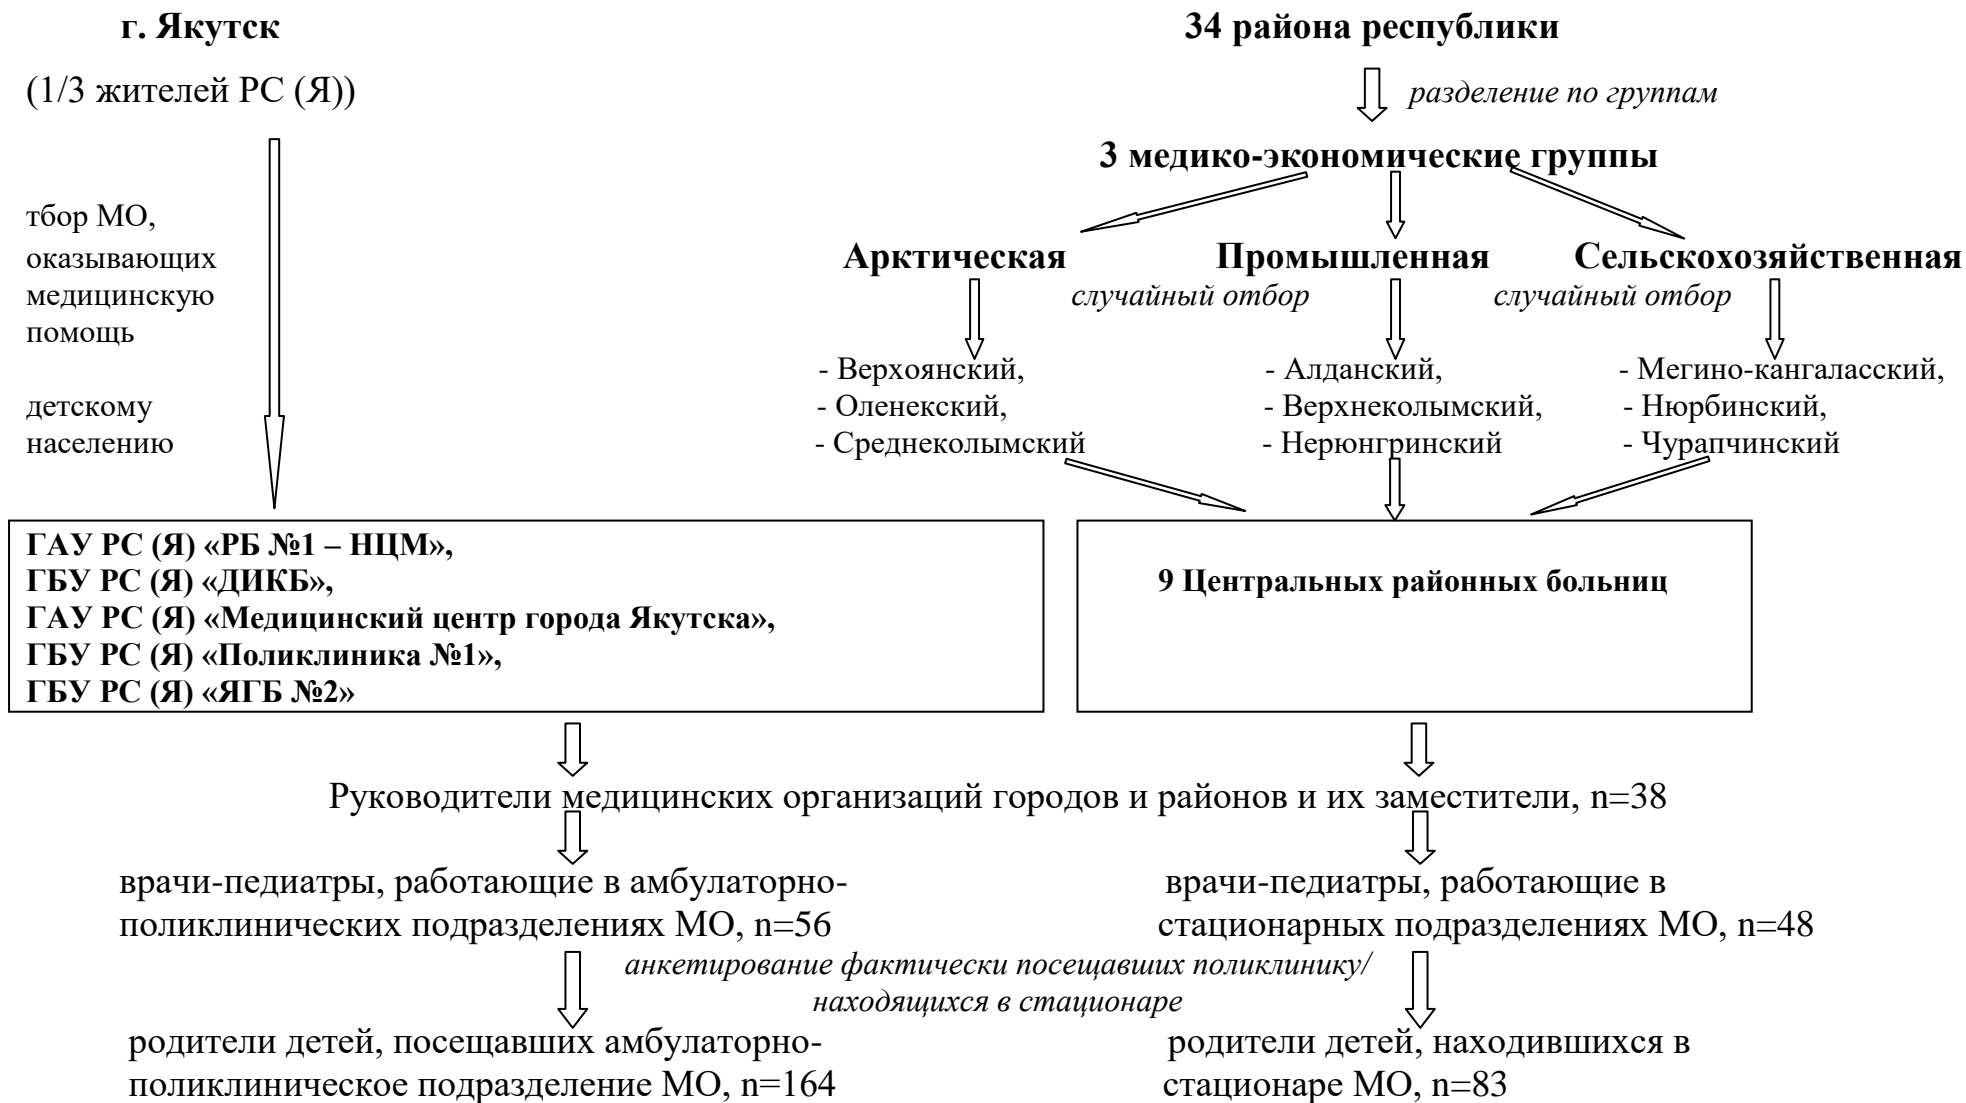 г. Якутск
(1/3 жителей РС (Я))
тбор МО,
оказывающих
медицинскую
помощь
детскому
населению
34 района республики
разделение по группам
3 медико-экономические группы
Арктическая
Промышленная
Сельскохозяйственная
случайный отбор
случайный отбор
- Верхоянский,
- Оленекский,
- Среднеколымский
- Алданский,
- Верхнеколымский,
- Нерюнгринский
- Мегино-кангаласский,
- Нюрбинский,
- Чурапчинский
ГАУ РС (Я) «РБ №1 – НЦМ»,
ГБУ РС (Я) «ДИКБ»,
ГАУ РС (Я) «Медицинский центр города Якутска»,
ГБУ РС (Я) «Поликлиника №1»,
ГБУ РС (Я) «ЯГБ №2»
9 Центральных районных больниц
Руководители медицинских организаций городов и районов и их заместители, n=38
врачи-педиатры, работающие в амбулаторно-
поликлинических подразделениях МО, n=56
врачи-педиатры, работающие в
стационарных подразделениях МО, n=48
анкетирование фактически посещавших поликлинику/
находящихся в стационаре
родители детей, посещавших амбулаторно-
поликлиническое подразделение МО, n=164
родители детей, находившихся в
стационаре МО, n=83